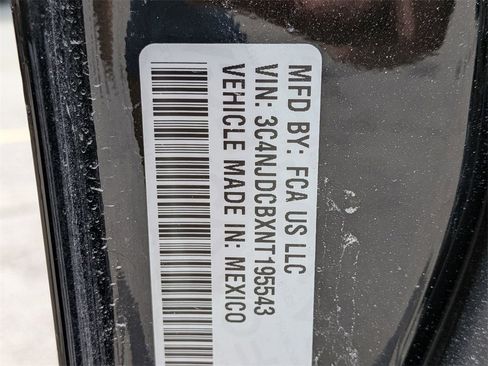 MFD BY: FCA US LLC
VIN: 3C4NJDCBXNT195543
VEHICLE MADE IN: MEXICO